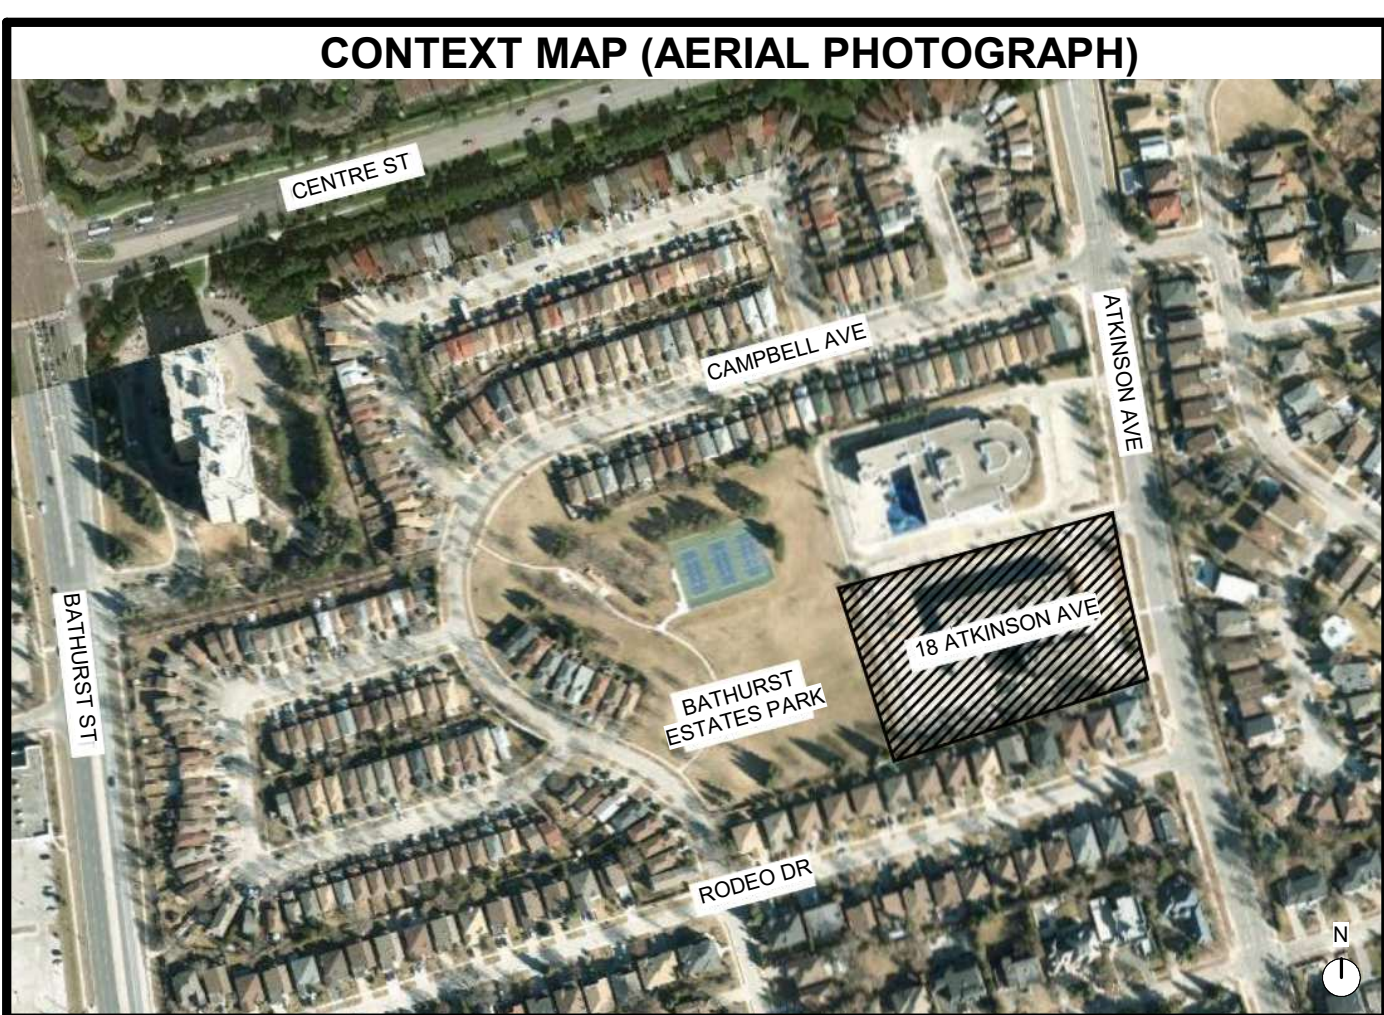 CONTEXT MAP (AERIAL PHOTOGRAPH)
CENTRE ST
CAMPBELL AVE
ATKINSON AVE
BATHURST ST
18 ATKINSON AVE
BATHURST
ESTATES PARK
RODEO DR
N